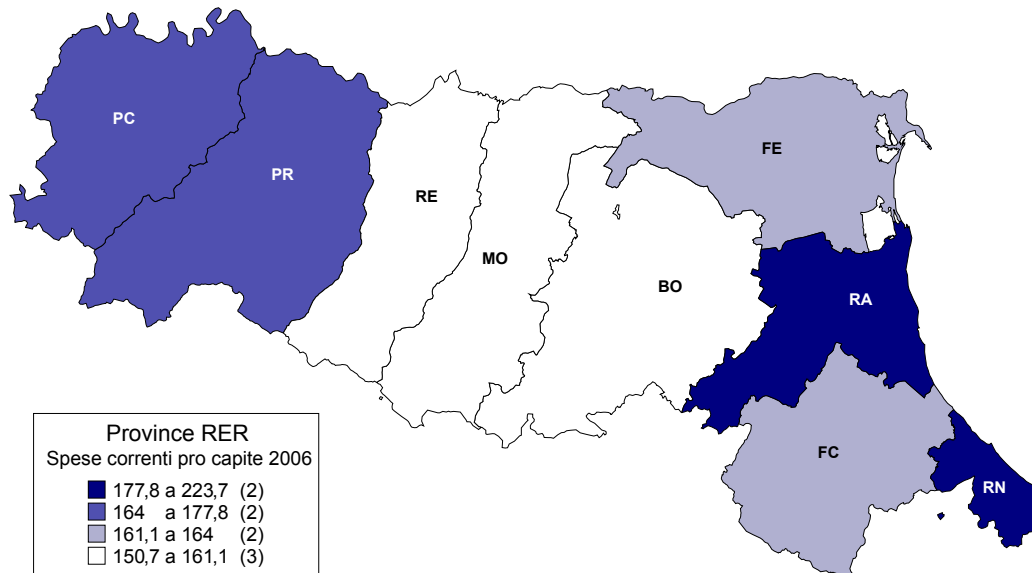 PC
PR
RE
MO
BO
FE
RA
FC
RN
Province RER
Spese correnti pro capite 2006
177,8 a 223,7 (2)
164 a 177,8 (2)
161,1 a 164 (2)
150,7 a 161,1 (3)